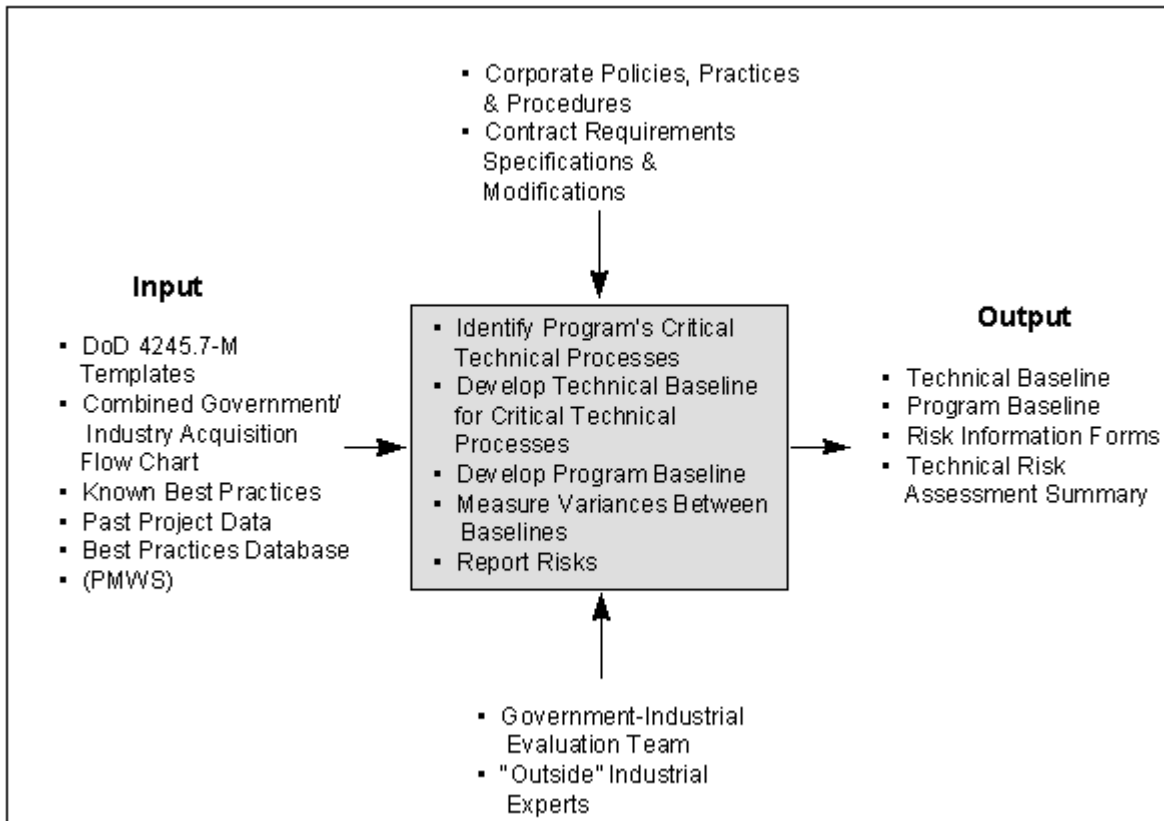 ▪ Corporate Policies, Practices
& Procedures
▪ Contract Requirements
Specifications &
Modifications
Input
▪ DoD 4245.7-M
Templates
▪ Combined Government/
Industry Acquisition
Flow Chart
▪ Known Best Practices
▪ Past Project Data
▪ Best Practices Database
▪ (PMWS)
▪ Identify Program's Critical
Technical Processes
▪ Develop Technical Baseline
for Critical Technical
Processes
▪ Develop Program Baseline
▪ Measure Variances Between
Baselines
▪ Report Risks
Output
▪ Technical Baseline
▪ Program Baseline
▪ Risk Information Forms
▪ Technical Risk
Assessment Summary
▪ Government-Industrial
Evaluation Team
▪ "Outside" Industrial
Experts